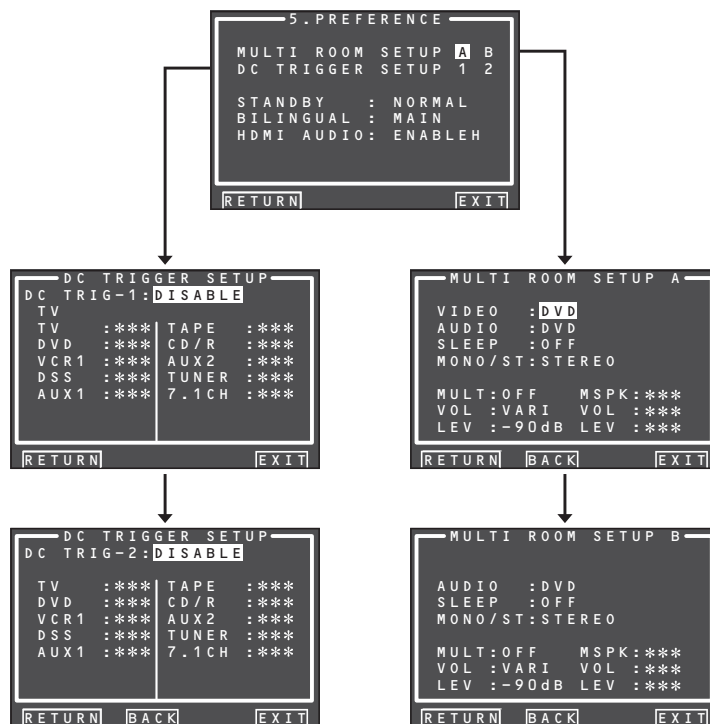 5.PREFERENCE
MULTI ROOM SETUP A B
DC TRIGGER SETUP 1 2
STANDBY : NORMAL
BILINGUAL : MAIN
HDMI AUDIO: ENABLEH
RETURN EXIT
DC TRIGGER SETUP
DC TRIG-1:DISABLE
TV
TV :*** TAPE :***
DVD :*** CD/R :***
VCR1 :*** AUX2 :***
DSS :*** TUNER :***
AUX1 :*** 7.1CH :***
RETURN EXIT
MULTI ROOM SETUP A
VIDEO :DVD
AUDIO :DVD
SLEEP :OFF
MONO/ST:STEREO
MULT:OFF MSPK:***
VOL :VARI VOL :***
LEV :-90dB LEV :***
RETURN BACK EXIT
DC TRIGGER SETUP
DC TRIG-2:DISABLE
TV :*** TAPE :***
DVD :*** CD/R :***
VCR1 :*** AUX2 :***
DSS :*** TUNER :***
AUX1 :*** 7.1CH :***
RETURN BACK EXIT
MULTI ROOM SETUP B
AUDIO :DVD
SLEEP :OFF
MONO/ST:STEREO
MULT:OFF MSPK:***
VOL :VARI VOL :***
LEV :-90dB LEV :***
RETURN BACK EXIT